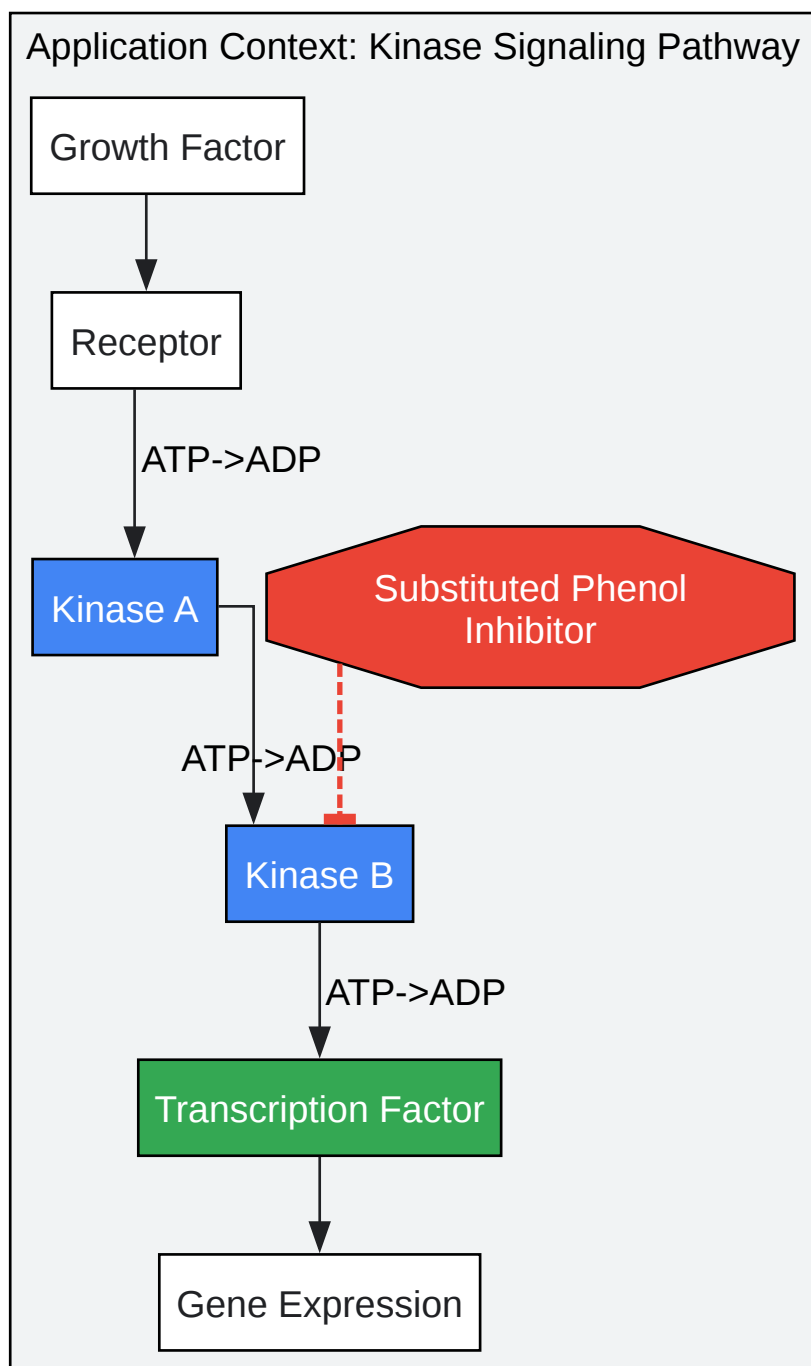 Application Context: Kinase Signaling Pathway
Growth Factor
Receptor
ATP->ADP
Kinase A
Substituted Phenol
Inhibitor
ATP->ADP
Kinase B
ATP->ADP
Transcription Factor
Gene Expression